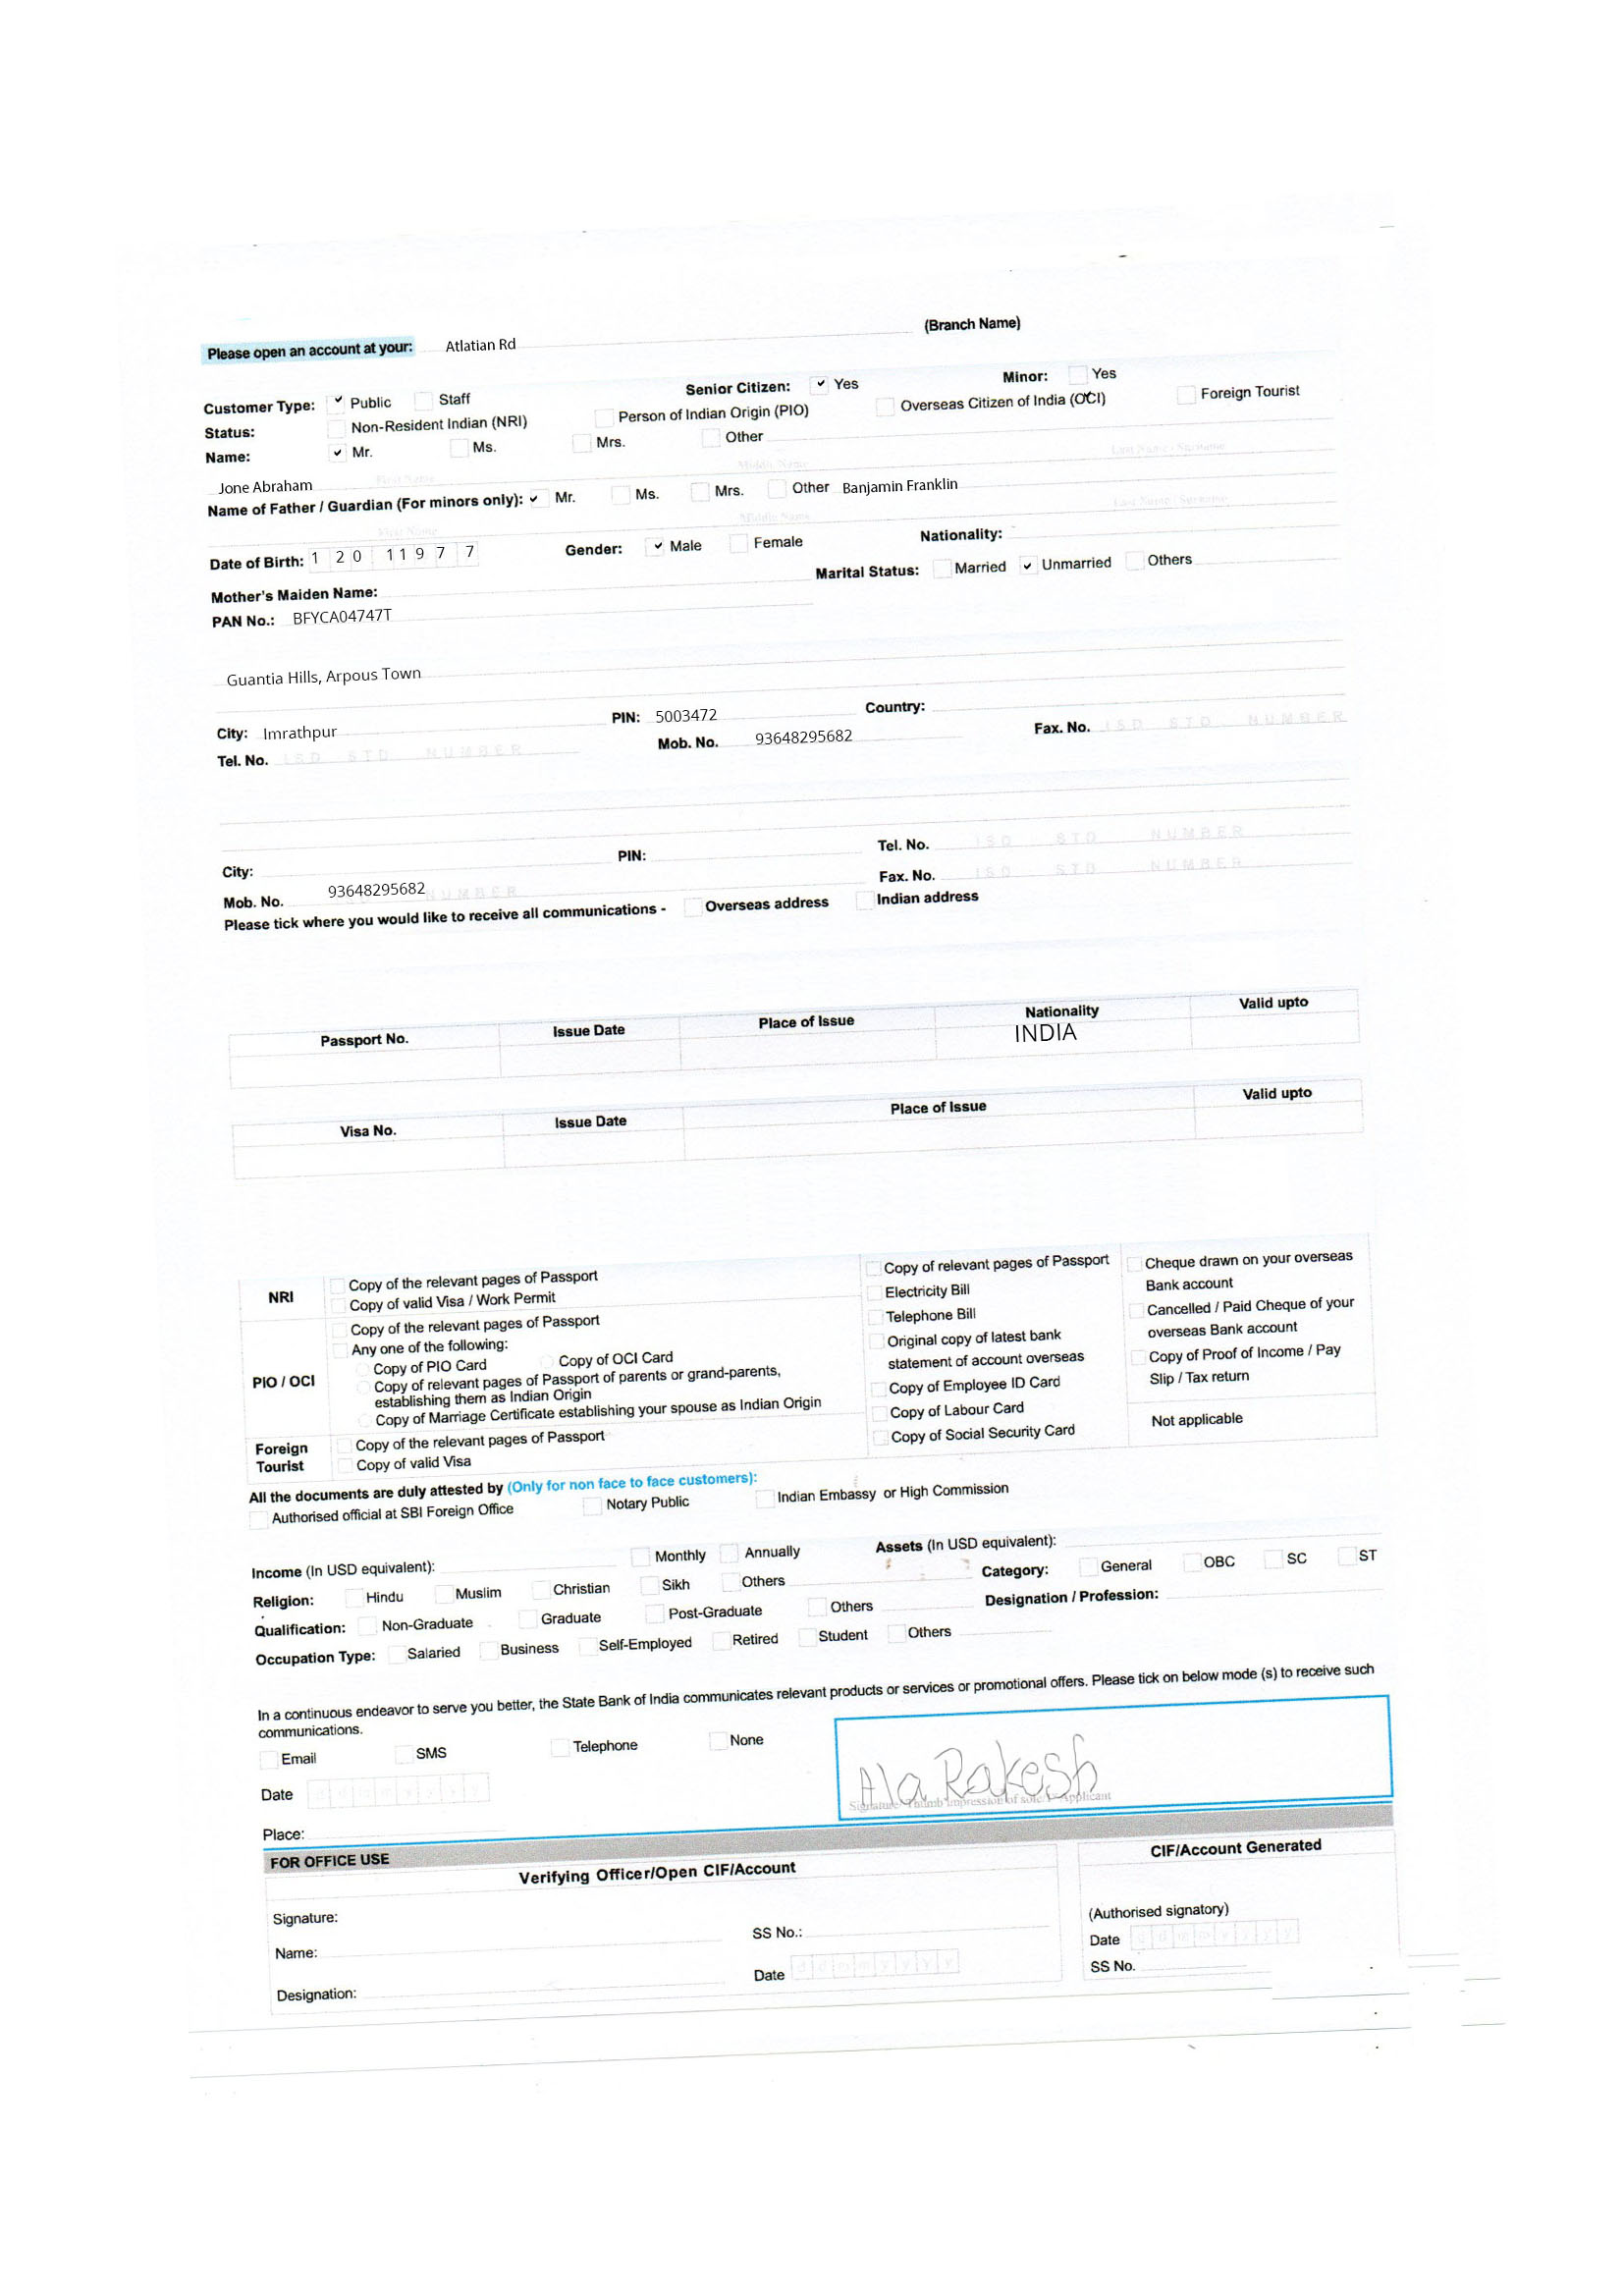 Please open an account at your: Atlatian Rd (Branch Name)
Customer Type: Public Staff Senior Citizen: Yes Minor: Yes
Status: Non-Resident Indian (NRI) Person of Indian Origin (PIO) Overseas Citizen of India (OCI) Foreign Tourist
Name: Mr. Ms. Mrs. Other
Jone Abraham First Name Middle Name Last Name / Surname
Name of Father / Guardian (For minors only): Mr. Ms. Mrs. Other Banjamin Franklin
First Name Middle Name Last Name / Surname
Date of Birth: 1 2 0 1 1 9 7 7 Gender: Male Female Nationality:
Mother's Maiden Name: Marital Status: Married Unmarried Others
PAN No.: BFYCA04747T
Guantia Hills, Arpous Town
City: Imrathpur PIN: 5003472 Country:
Tel. No. ISD STD NUMBER Mob. No. 93648295682 Fax. No. ISD STD NUMBER
City: PIN: Tel. No. ISD STD NUMBER
Mob. No. 93648295682 NUMBER Fax. No. ISD STD NUMBER
Please tick where you would like to receive all communications - Overseas address Indian address
Passport No. Issue Date Place of Issue Nationality Valid upto
INDIA
Visa No. Issue Date Place of Issue Valid upto
NRI Copy of the relevant pages of Passport
Copy of valid Visa / Work Permit
PIO / OCI Copy of the relevant pages of Passport
Any one of the following:
Copy of PIO Card Copy of OCI Card
Copy of relevant pages of Passport of parents or grand-parents,
establishing them as Indian Origin
Copy of Marriage Certificate establishing your spouse as Indian Origin
Foreign Tourist Copy of the relevant pages of Passport
Copy of valid Visa
Copy of relevant pages of Passport
Electricity Bill
Telephone Bill
Original copy of latest bank
statement of account overseas
Copy of Employee ID Card
Copy of Labour Card
Copy of Social Security Card
Cheque drawn on your overseas
Bank account
Cancelled / Paid Cheque of your
overseas Bank account
Copy of Proof of Income / Pay
Slip / Tax return
Not applicable
All the documents are duly attested by (Only for non face to face customers):
Authorised official at SBI Foreign Office Notary Public Indian Embassy or High Commission
Income (In USD equivalent): Monthly Annually Assets (In USD equivalent):
Religion: Hindu Muslim Christian Sikh Others Category: General OBC SC ST
Qualification: Non-Graduate Graduate Post-Graduate Others Designation / Profession:
Occupation Type: Salaried Business Self-Employed Retired Student Others
In a continuous endeavor to serve you better, the State Bank of India communicates relevant products or services or promotional offers. Please tick on below mode (s) to receive such
communications.
Email SMS Telephone None
Date d d m m y y y y
Ala Rakesh
Signature / Thumb Impression of sole/1st Applicant
Place:
FOR OFFICE USE
Verifying Officer/Open CIF/Account
Signature:
Name: SS No.:
Designation: Date d d m m y y y y
CIF/Account Generated
(Authorised signatory)
Date d d m m y y y y
SS No.